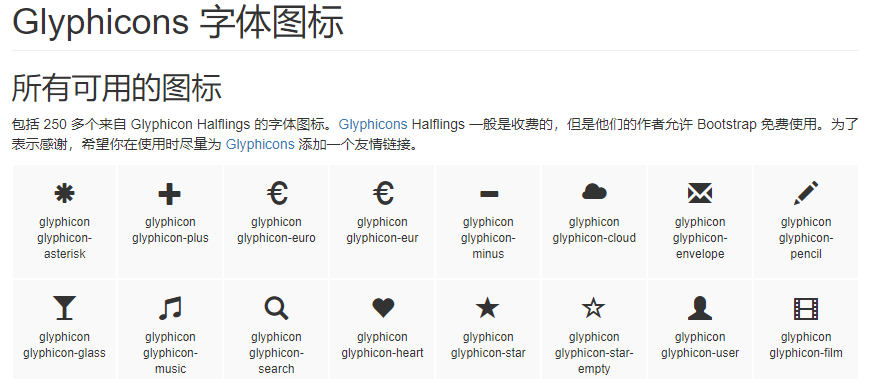 Glyphicons 字体图标
所有可用的图标
包括 250 多个来自 Glyphicon Halflings 的字体图标。Glyphicons Halflings 一般是收费的，但是他们的作者允许 Bootstrap 免费使用。为了
表示感谢，希望你在使用时尽量为 Glyphicons 添加一个友情链接。
glyphicon
glyphicon-
asterisk
glyphicon
glyphicon-plus
glyphicon
glyphicon-euro
glyphicon
glyphicon-eur
glyphicon
glyphicon-
minus
glyphicon
glyphicon-cloud
glyphicon
glyphicon-
envelope
glyphicon
glyphicon-
pencil
glyphicon
glyphicon-glass
glyphicon
glyphicon-
music
glyphicon
glyphicon-
search
glyphicon
glyphicon-heart
glyphicon
glyphicon-star
glyphicon
glyphicon-star-
empty
glyphicon
glyphicon-user
glyphicon
glyphicon-film